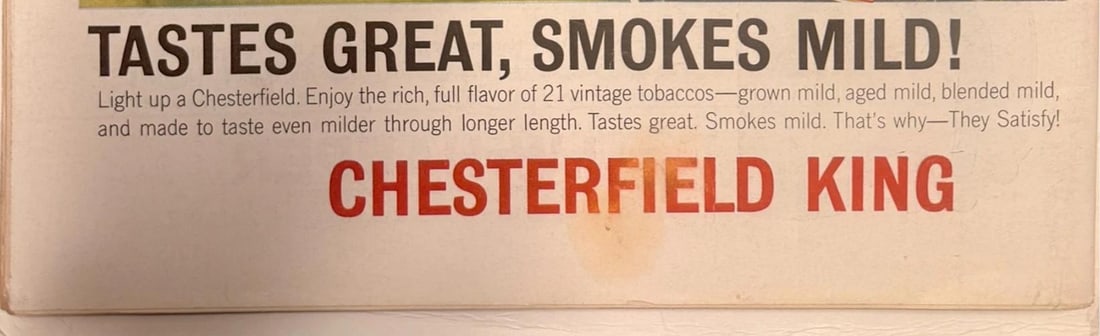 TASTES GREAT, SMOKES MILD!
Light up a Chesterfield. Enjoy the rich, full flavor of 21 vintage tobaccos—grown mild, aged mild, blended mild,
and made to taste even milder through longer length. Tastes great. Smokes mild. That's why—They Satisfy!
CHESTERFIELD KING